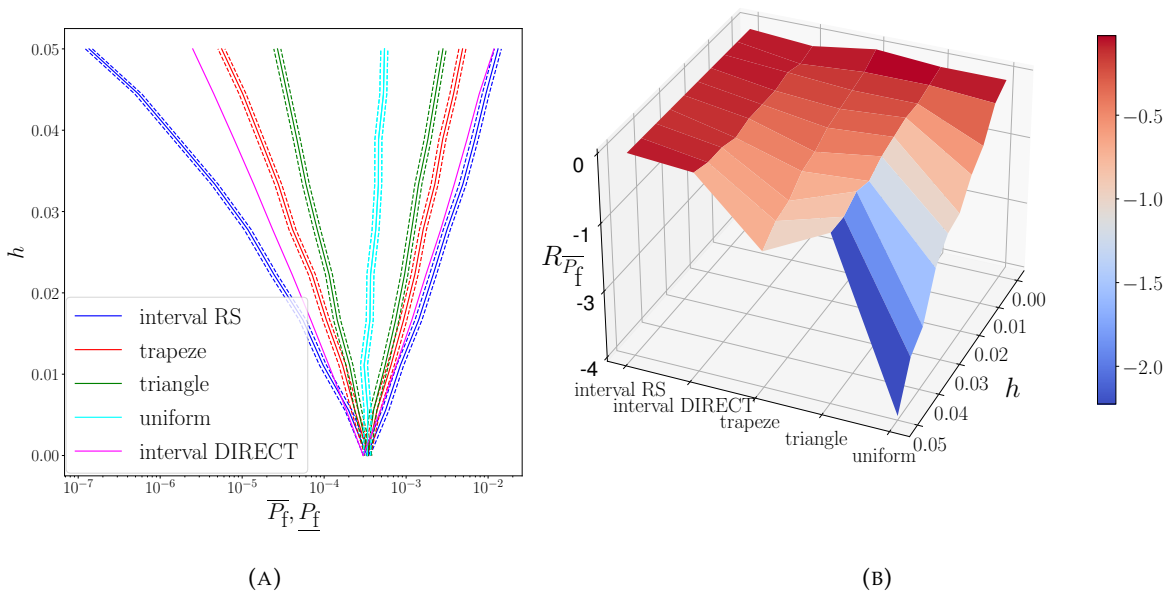 0.05
0.04
0.03
0.02
0.01
0.00
h
interval RS
trapeze
triangle
uniform
interval DIRECT
10⁻⁷ 10⁻⁶ 10⁻⁵ 10⁻⁴ 10⁻³ 10⁻²
P̅f, P̲f
(A)
0
-1
-3
-4
R P̅f
interval RS
interval DIRECT
trapeze
triangle
uniform
0.00
0.01
0.02
0.03
0.04
0.05
h
−0.5
−1.0
−1.5
−2.0
(B)